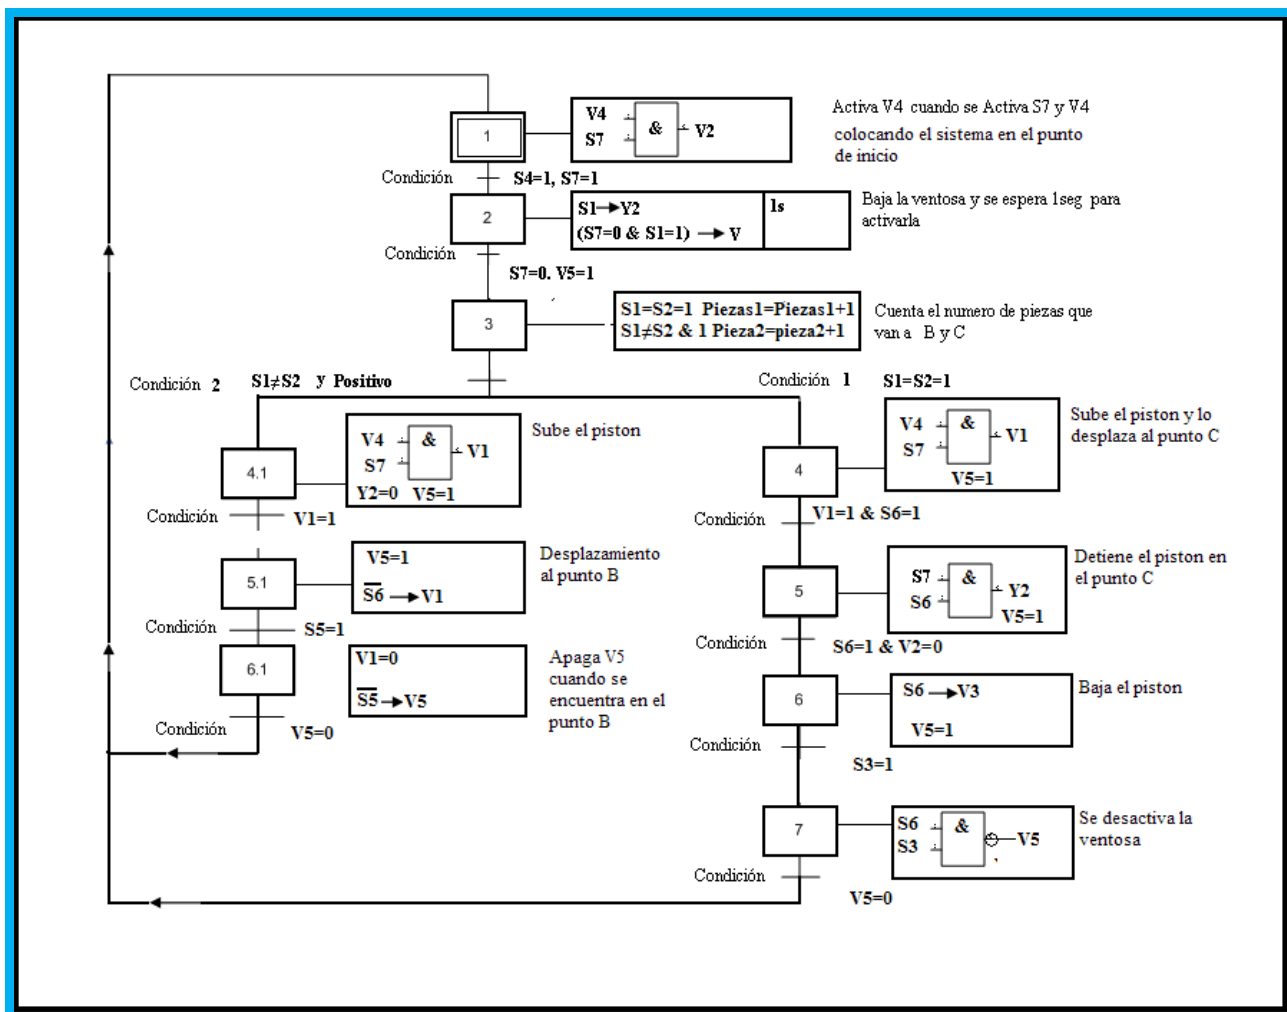 1
V4
S7
&
V2
Activa V4 cuando se Activa S7 y V4
colocando el sistema en el punto
de inicio
Condición
S4=1, S7=1
2
S1→Y2
(S7=0 & S1=1) → V
1s
Baja la ventosa y se espera 1seg para
activarla
Condición
S7=0. V5=1
3
S1=S2=1 Piezas1=Piezas1+1
S1≠S2 & 1 Pieza2=pieza2+1
Cuenta el numero de piezas que
van a B y C
Condición 2
S1≠S2 y Positivo
Condición 1
S1=S2=1
4.1
V4
S7
&
V1
Y2=0 V5=1
Sube el piston
Condición
V1=1
5.1
V5=1
S̅6̅ → V1
Desplazamiento
al punto B
Condición
S5=1
6.1
V1=0
S̅5̅ → V5
Apaga V5
cuando se
encuentra en el
punto B
Condición
V5=0
4
V4
S7
&
V1
V5=1
Sube el piston y lo
desplaza al punto C
Condición
V1=1 & S6=1
5
S7
S6
&
Y2
V5=1
Detiene el piston en
el punto C
Condición
S6=1 & V2=0
6
S6 → V3
V5=1
Baja el piston
Condición
S3=1
7
S6
S3
&
V5
Se desactiva la
ventosa
Condición
V5=0